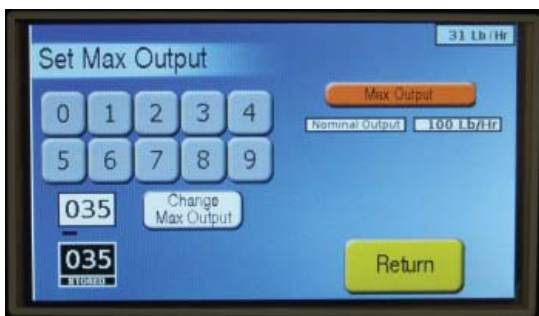 31 Lb/Hr
Set Max Output
Max Output
0 1 2 3 4
Nominal Output 100 Lb/Hr
5 6 7 8 9
035
Change
Max Output
035
STORED
Return